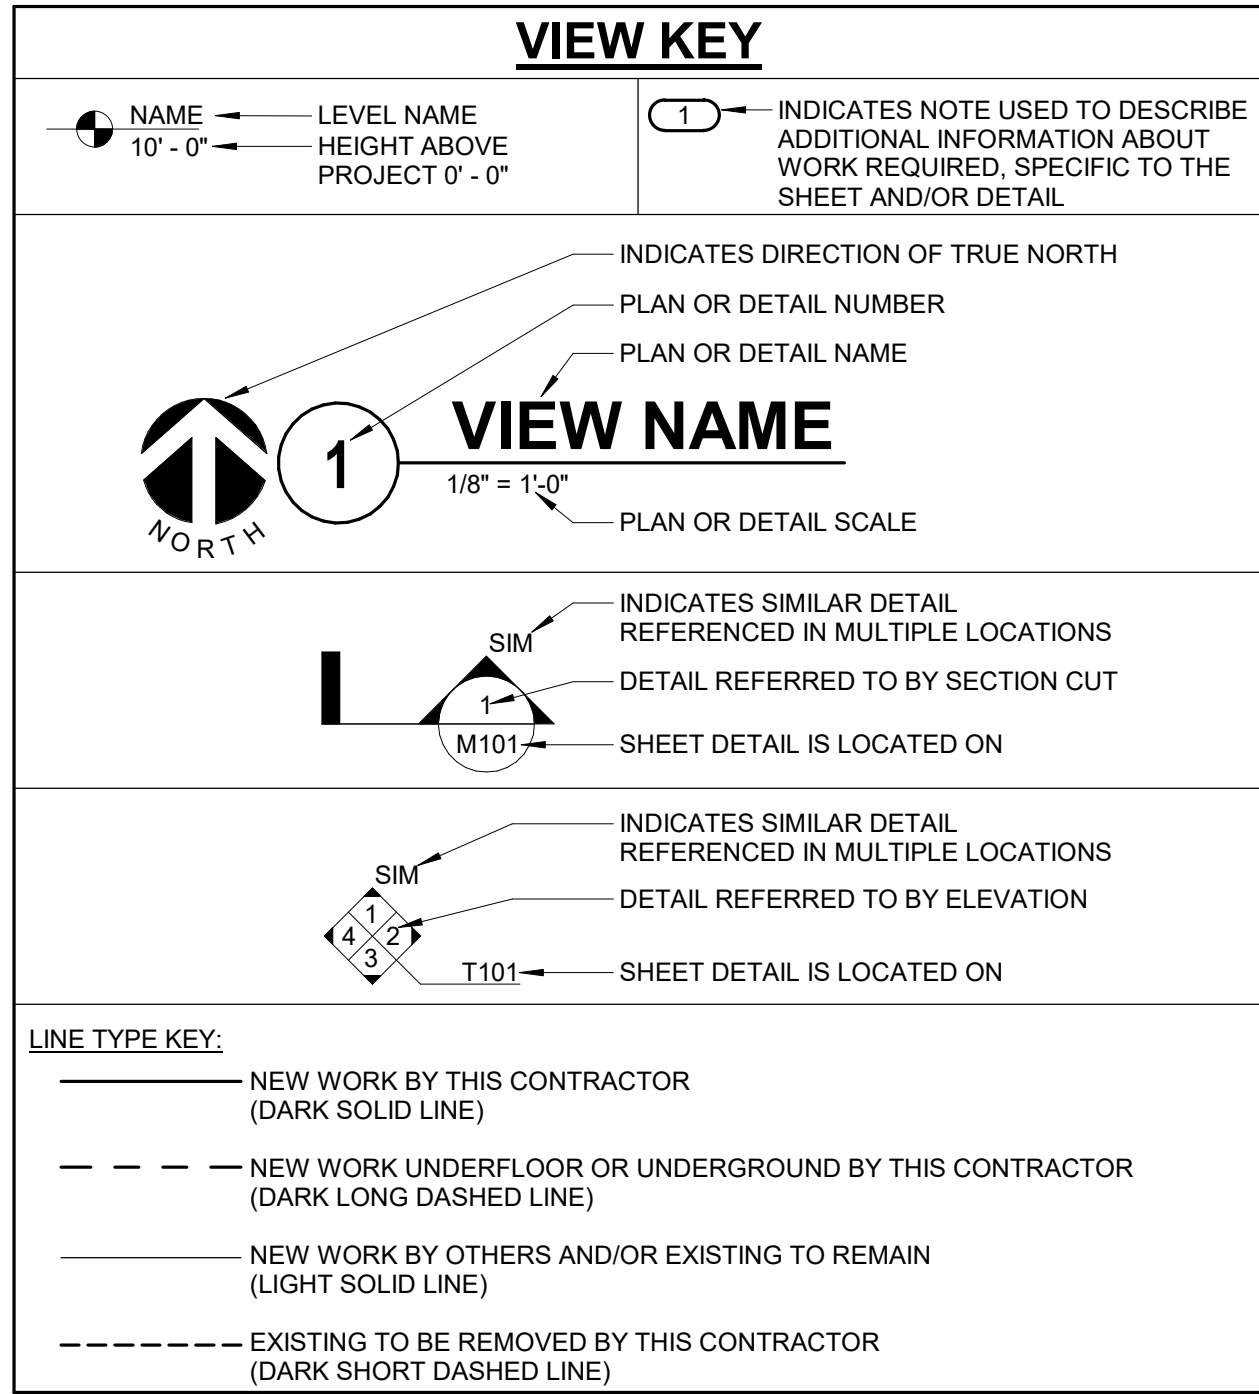 VIEW KEY
NAME
LEVEL NAME
10' - 0"
HEIGHT ABOVE
PROJECT 0' - 0"
1
INDICATES NOTE USED TO DESCRIBE
ADDITIONAL INFORMATION ABOUT
WORK REQUIRED, SPECIFIC TO THE
SHEET AND/OR DETAIL
INDICATES DIRECTION OF TRUE NORTH
PLAN OR DETAIL NUMBER
PLAN OR DETAIL NAME
NORTH
1
VIEW NAME
1/8" = 1'-0"
PLAN OR DETAIL SCALE
INDICATES SIMILAR DETAIL
REFERENCED IN MULTIPLE LOCATIONS
SIM
1
DETAIL REFERRED TO BY SECTION CUT
M101
SHEET DETAIL IS LOCATED ON
INDICATES SIMILAR DETAIL
REFERENCED IN MULTIPLE LOCATIONS
SIM
1
4 2
3
DETAIL REFERRED TO BY ELEVATION
T101
SHEET DETAIL IS LOCATED ON
LINE TYPE KEY:
NEW WORK BY THIS CONTRACTOR
(DARK SOLID LINE)
NEW WORK UNDERFLOOR OR UNDERGROUND BY THIS CONTRACTOR
(DARK LONG DASHED LINE)
NEW WORK BY OTHERS AND/OR EXISTING TO REMAIN
(LIGHT SOLID LINE)
EXISTING TO BE REMOVED BY THIS CONTRACTOR
(DARK SHORT DASHED LINE)